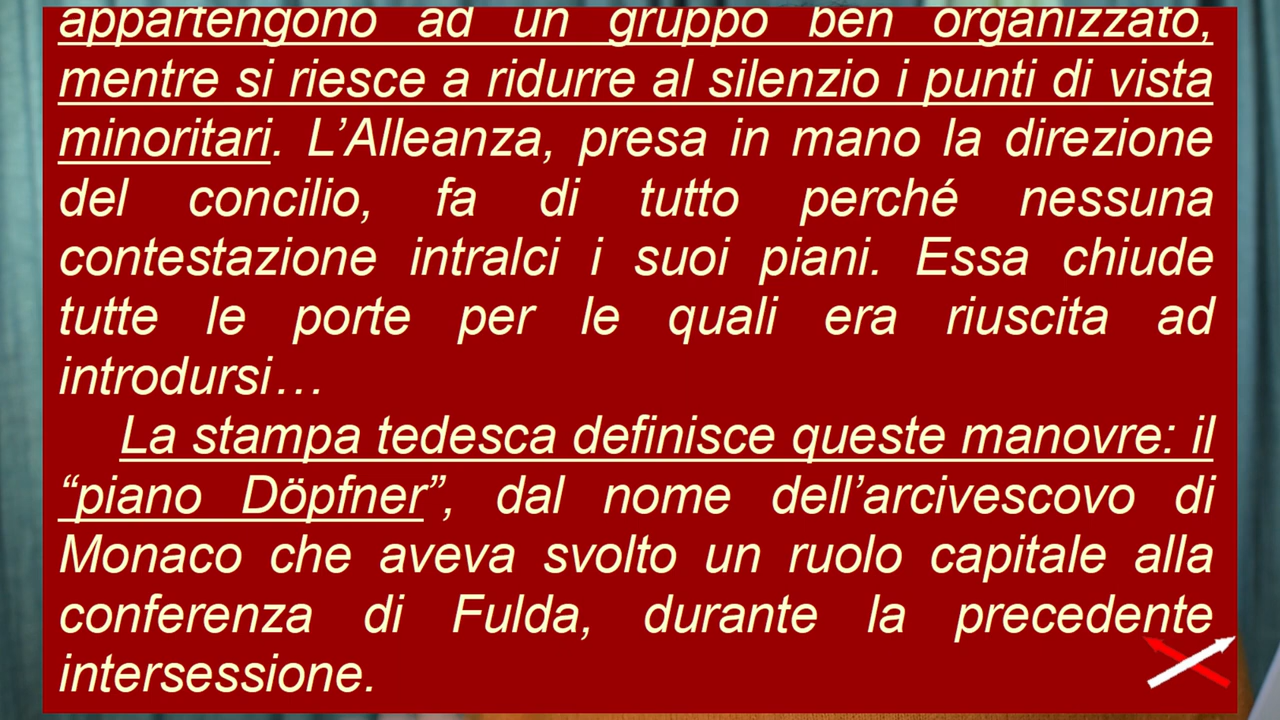 appartengono ad un gruppo ben organizzato,
mentre si riesce a ridurre al silenzio i punti di vista
minoritari. L’Alleanza, presa in mano la direzione
del concilio, fa di tutto perché nessuna
contestazione intralci i suoi piani. Essa chiude
tutte le porte per le quali era riuscita ad
introdursi…
La stampa tedesca definisce queste manovre: il
“piano Döpfner”, dal nome dell’arcivescovo di
Monaco che aveva svolto un ruolo capitale alla
conferenza di Fulda, durante la precedente
intersessione.